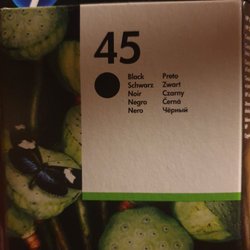 45
Black Preto
Schwarz Zwart
Noir Czarny
Negro Černá
Nero Чёрный